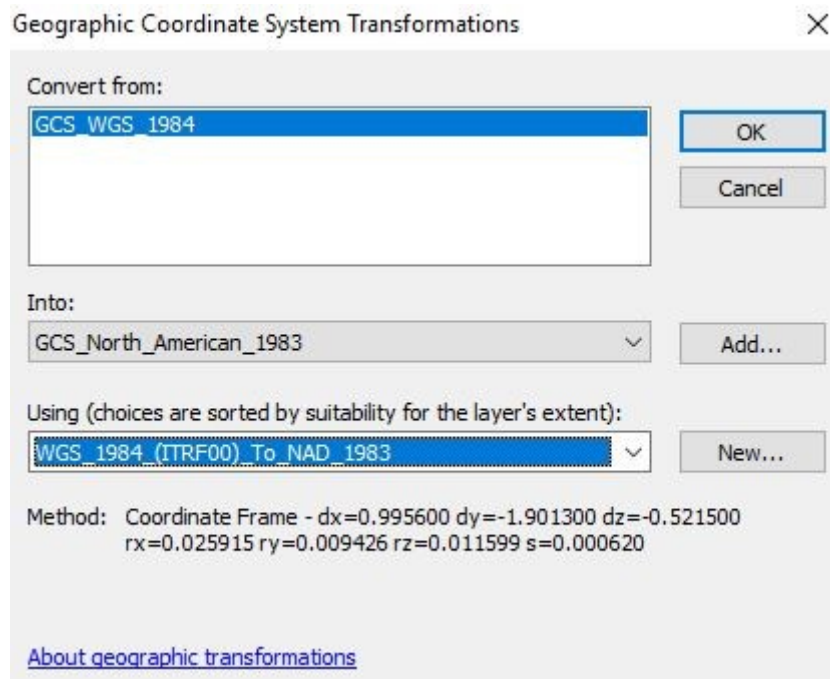 Geographic Coordinate System Transformations
Convert from:
GCS_WGS_1984
OK
Cancel
Into:
GCS_North_American_1983
Add...
Using (choices are sorted by suitability for the layer's extent):
WGS_1984_(ITRF00)_To_NAD_1983
New...
Method: Coordinate Frame - dx=0.995600 dy=-1.901300 dz=-0.521500
rx=0.025915 ry=0.009426 rz=0.011599 s=0.000620
About geographic transformations